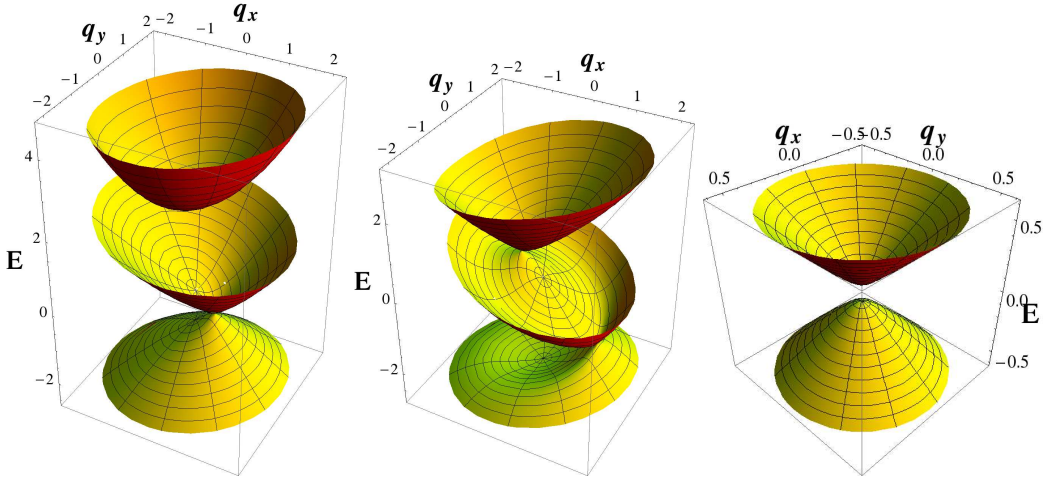 q_x
2 −2 −1 0 1 2
q_y
1 0 −1 −2
4 2 0 −2
E
q_x
2 −2 −1 0 1 2
q_y
1 0 −1 −2
2 0 −2
E
q_x q_y
−0.5 −0.5
0.0 0.0
0.5 0.5
0.5
0.0
E
−0.5